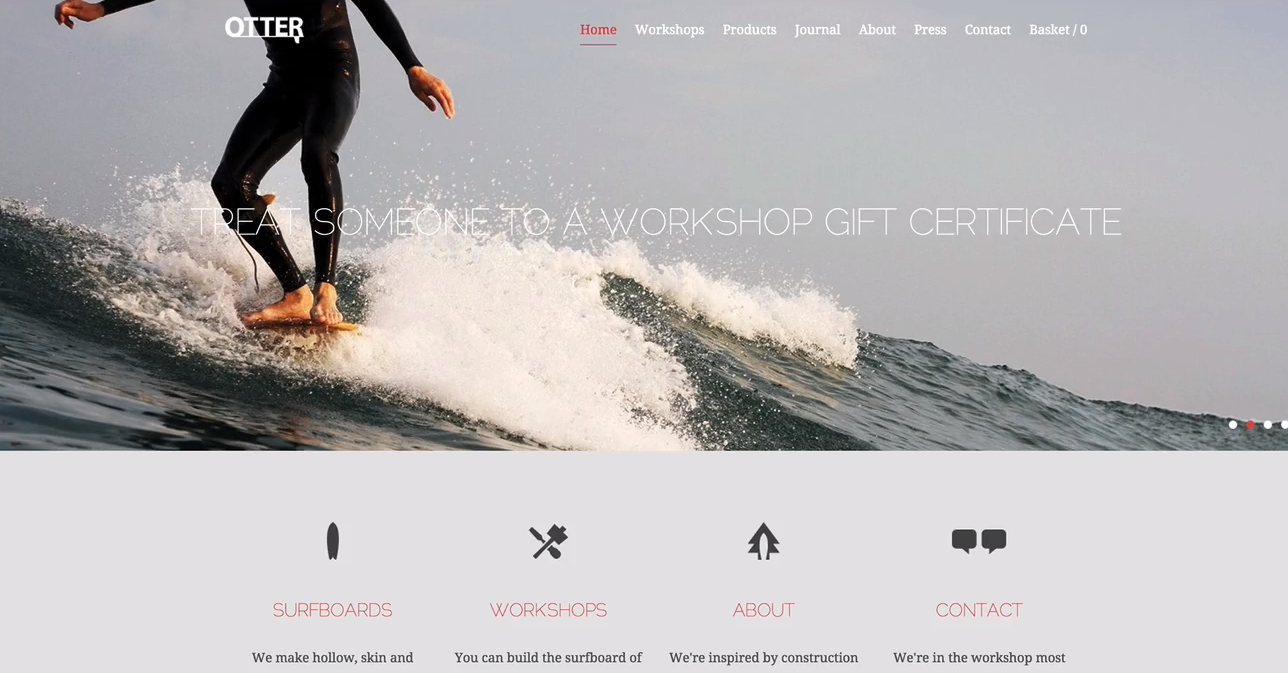 OTTER
Home Workshops Products Journal About Press Contact Basket / 0
TREAT SOMEONE TO A WORKSHOP GIFT CERTIFICATE
SURFBOARDS WORKSHOPS ABOUT CONTACT
We make hollow, skin and You can build the surfboard of We're inspired by construction We're in the workshop most